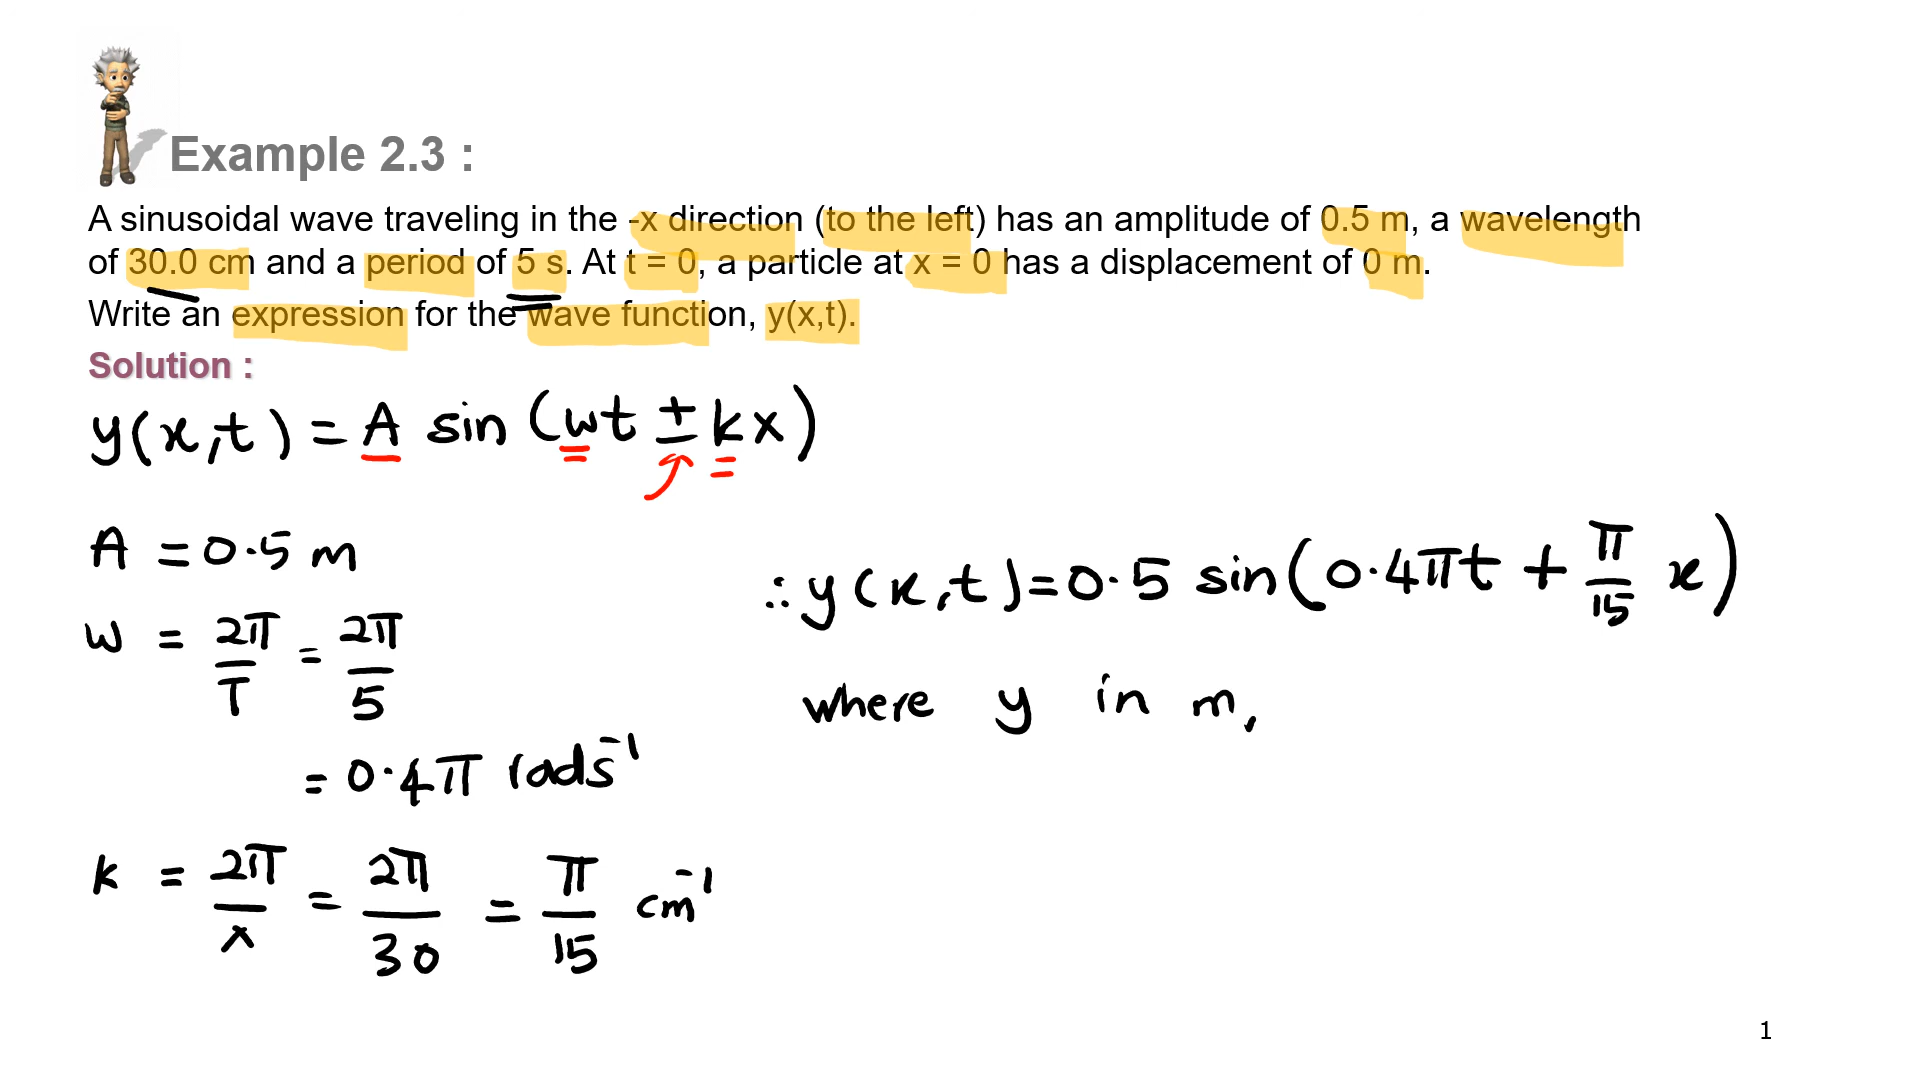 Example 2.3 :
A sinusoidal wave traveling in the -x direction (to the left) has an amplitude of 0.5 m, a wavelength
of 30.0 cm and a period of 5 s. At t = 0, a particle at x = 0 has a displacement of 0 m.
Write an expression for the wave function, y(x,t).
Solution :
y(x,t) = A sin (ωt ± kx)
A = 0.5 m
ω = 2π/T = 2π/5
= 0.4π rads⁻¹
k = 2π/λ = 2π/30 = π/15 cm⁻¹
∴ y(x,t) = 0.5 sin(0.4πt + π/15 x)
where y in m,
1